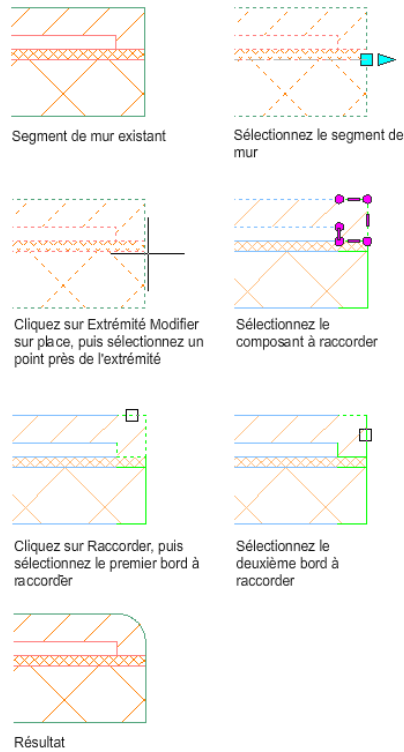 Segment de mur existant
Sélectionnez le segment de
mur
Cliquez sur Extrémité Modifier
sur place, puis sélectionnez un
point près de l'extrémité
Sélectionnez le
composant à raccorder
Cliquez sur Raccorder, puis
sélectionnez le premier bord à
raccorder
Sélectionnez le
deuxième bord à
raccorder
Résultat